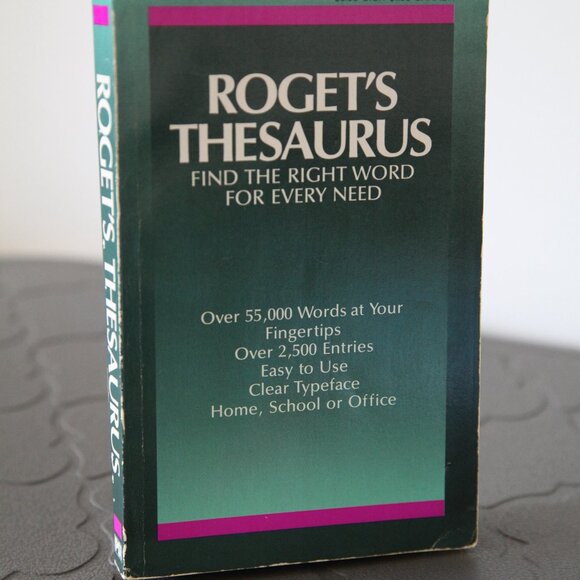 ROGET'S
THESAURUS
FIND THE RIGHT WORD
FOR EVERY NEED
Over 55,000 Words at Your
Fingertips
Over 2,500 Entries
Easy to Use
Clear Typeface
Home, School or Office
ROGET'S THESAURUS